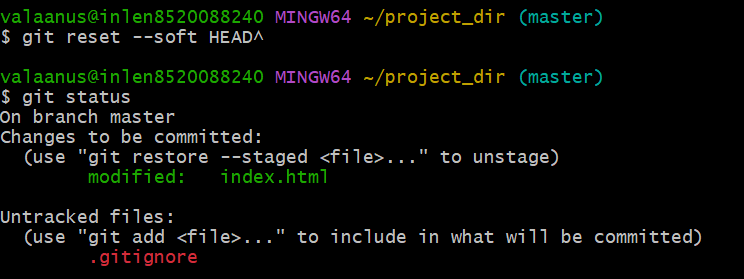 valaanus@inlen8520088240 MINGW64 ~/project_dir (master)
$ git reset --soft HEAD^
valaanus@inlen8520088240 MINGW64 ~/project_dir (master)
$ git status
On branch master
Changes to be committed:
  (use "git restore --staged <file>..." to unstage)
        modified:   index.html
Untracked files:
  (use "git add <file>..." to include in what will be committed)
        .gitignore